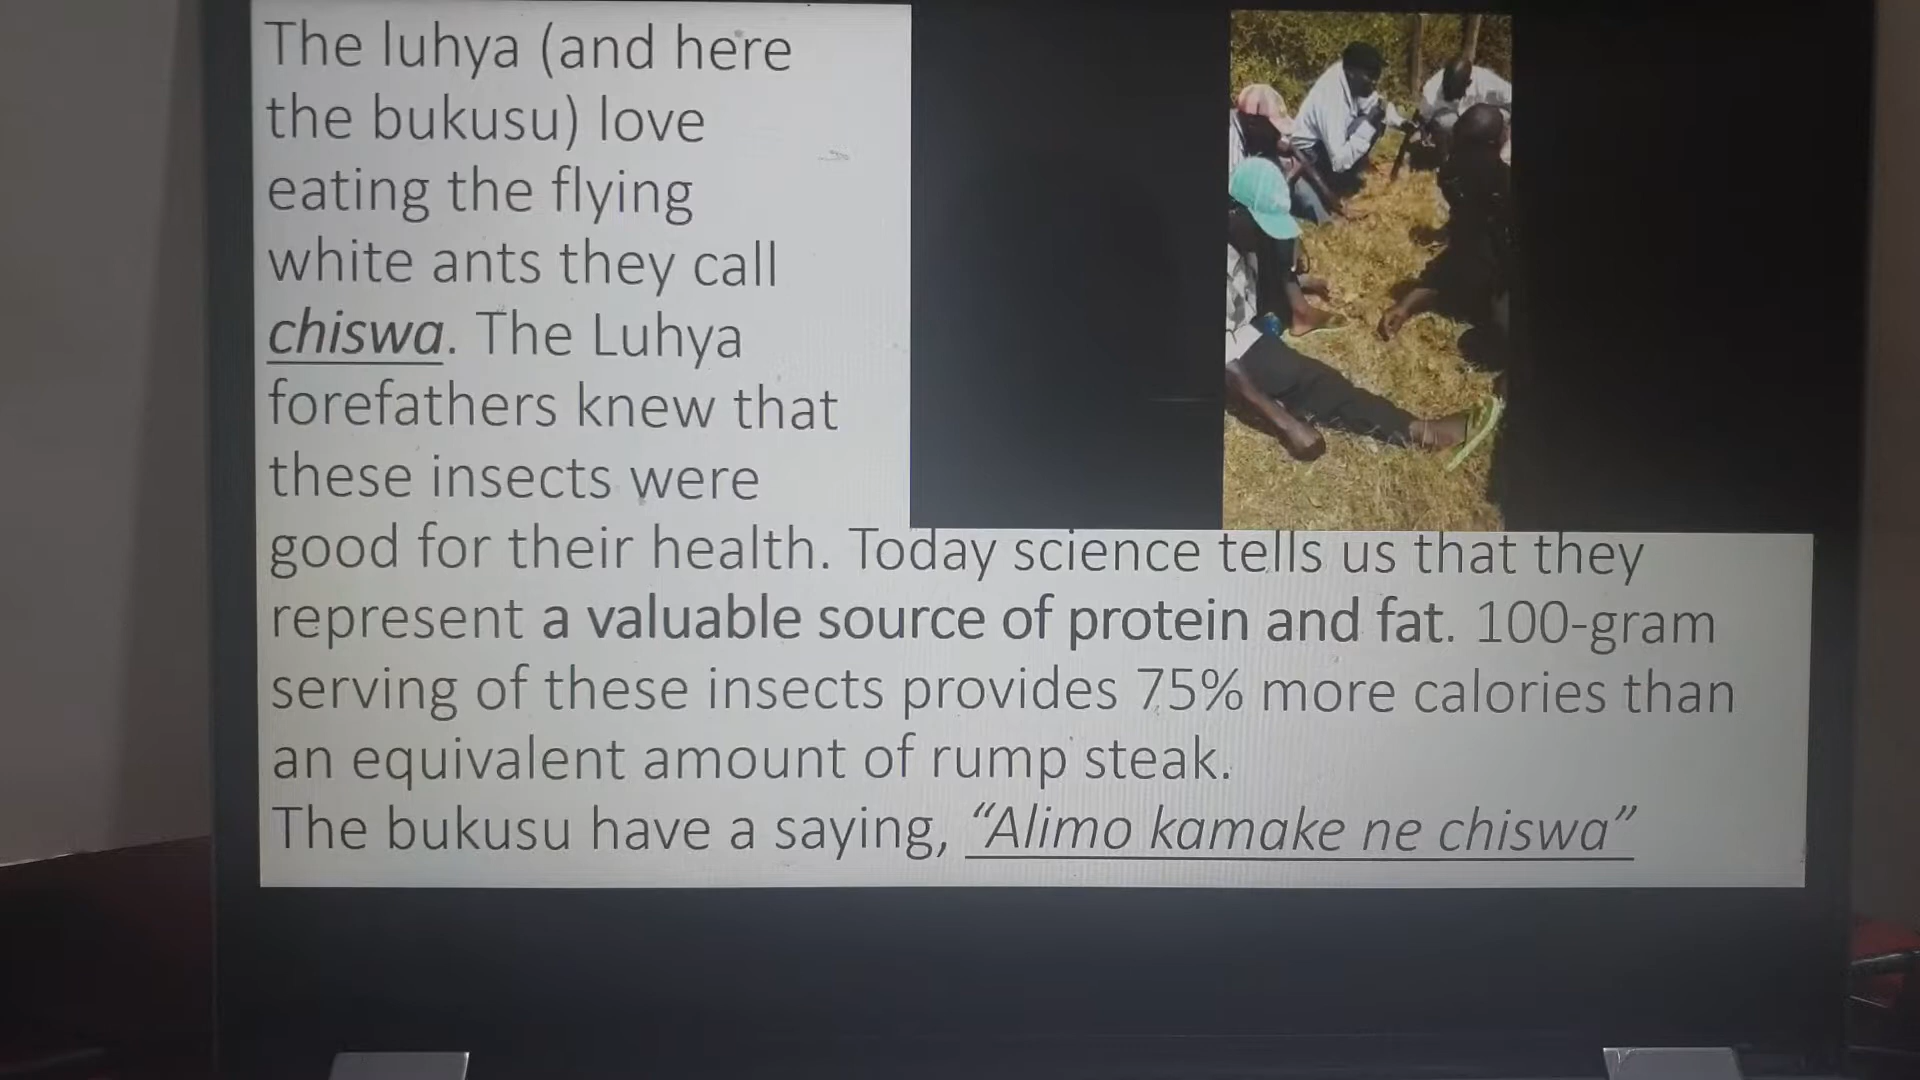 The luhya (and here
the bukusu) love
eating the flying
white ants they call
chiswa. The Luhya
forefathers knew that
these insects were
good for their health. Today science tells us that they
represent a valuable source of protein and fat. 100-gram
serving of these insects provides 75% more calories than
an equivalent amount of rump steak.
The bukusu have a saying, “Alimo kamake ne chiswa”